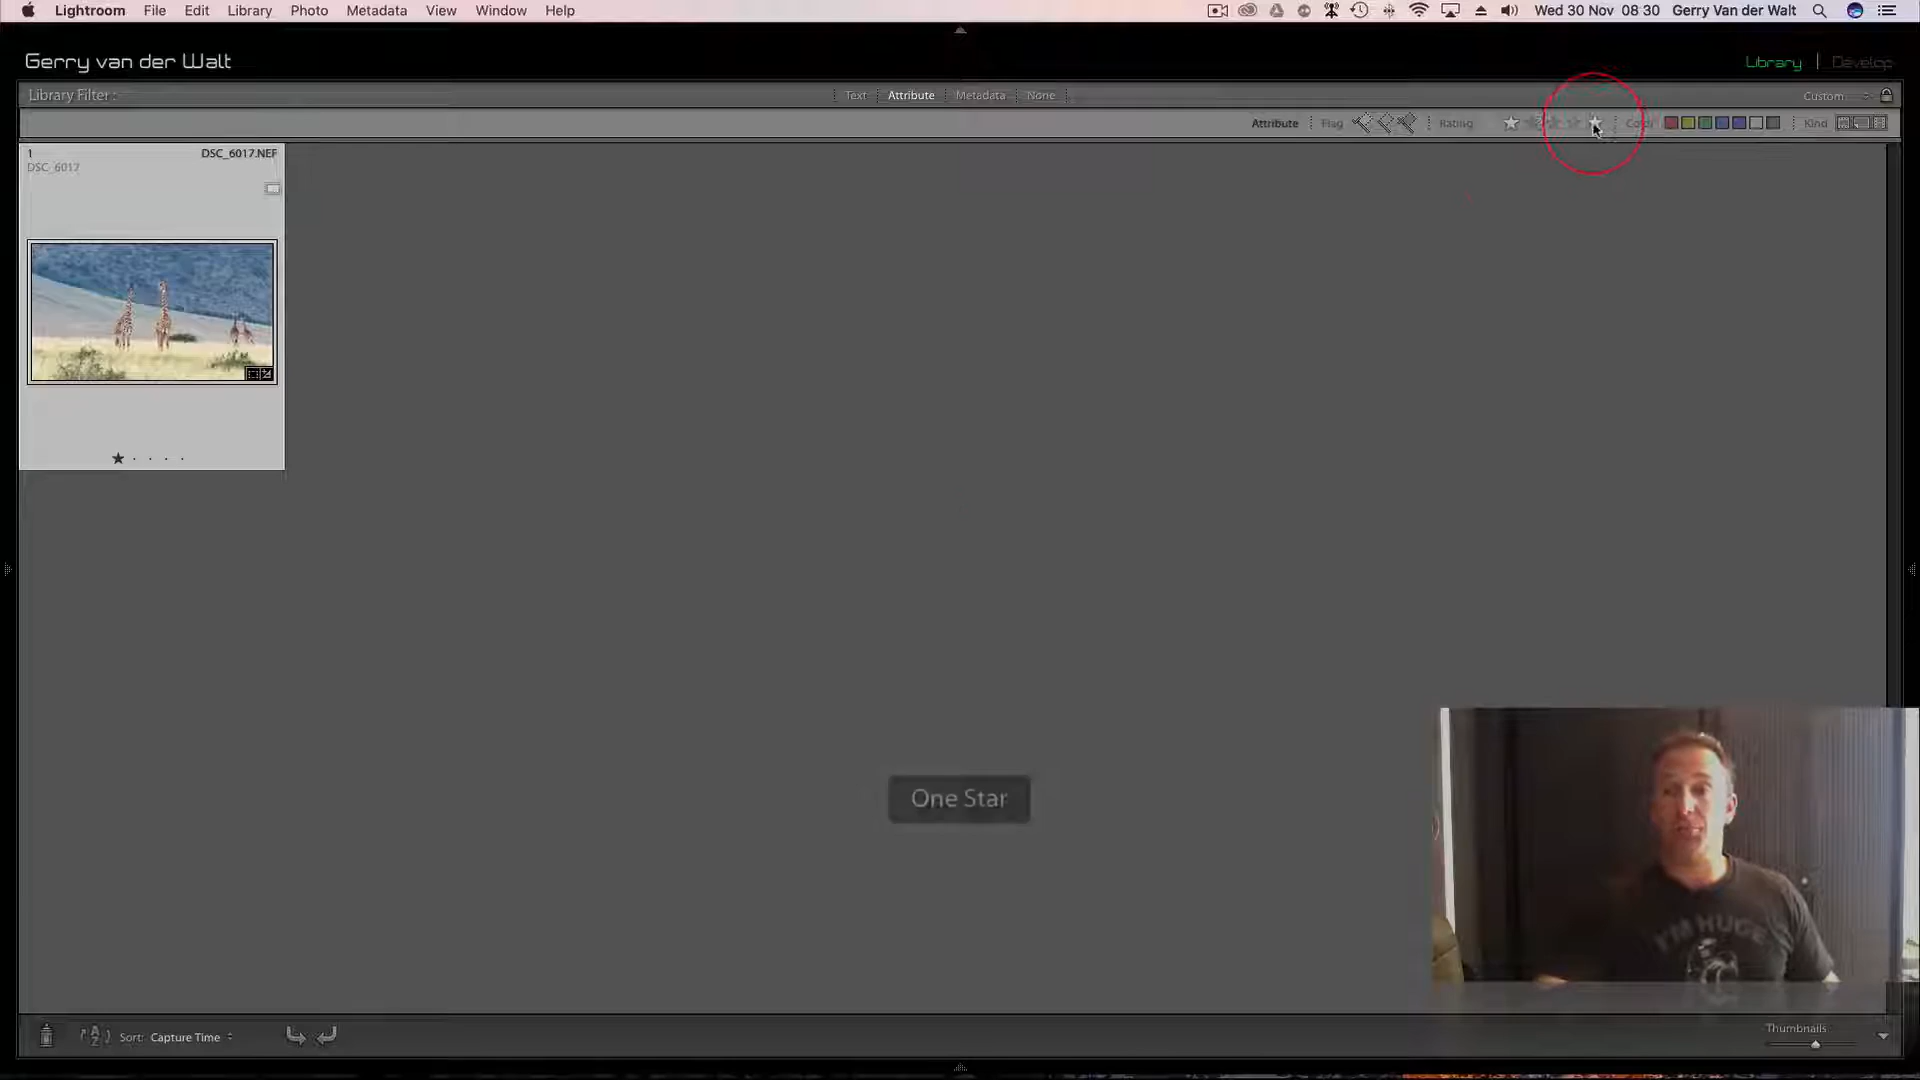 Lightroom File Edit Library Photo Metadata View Window Help Wed 30 Nov 08:30 Gerry Van der Walt
Gerry van der Walt Library Develop
Library Filter : Text Attribute Metadata None Custom
Attribute Flag Rating Color Kind
1 DSC_6017.NEF
DSC_6017
One Star
I'M HUGE
Sort: Capture Time Thumbnails